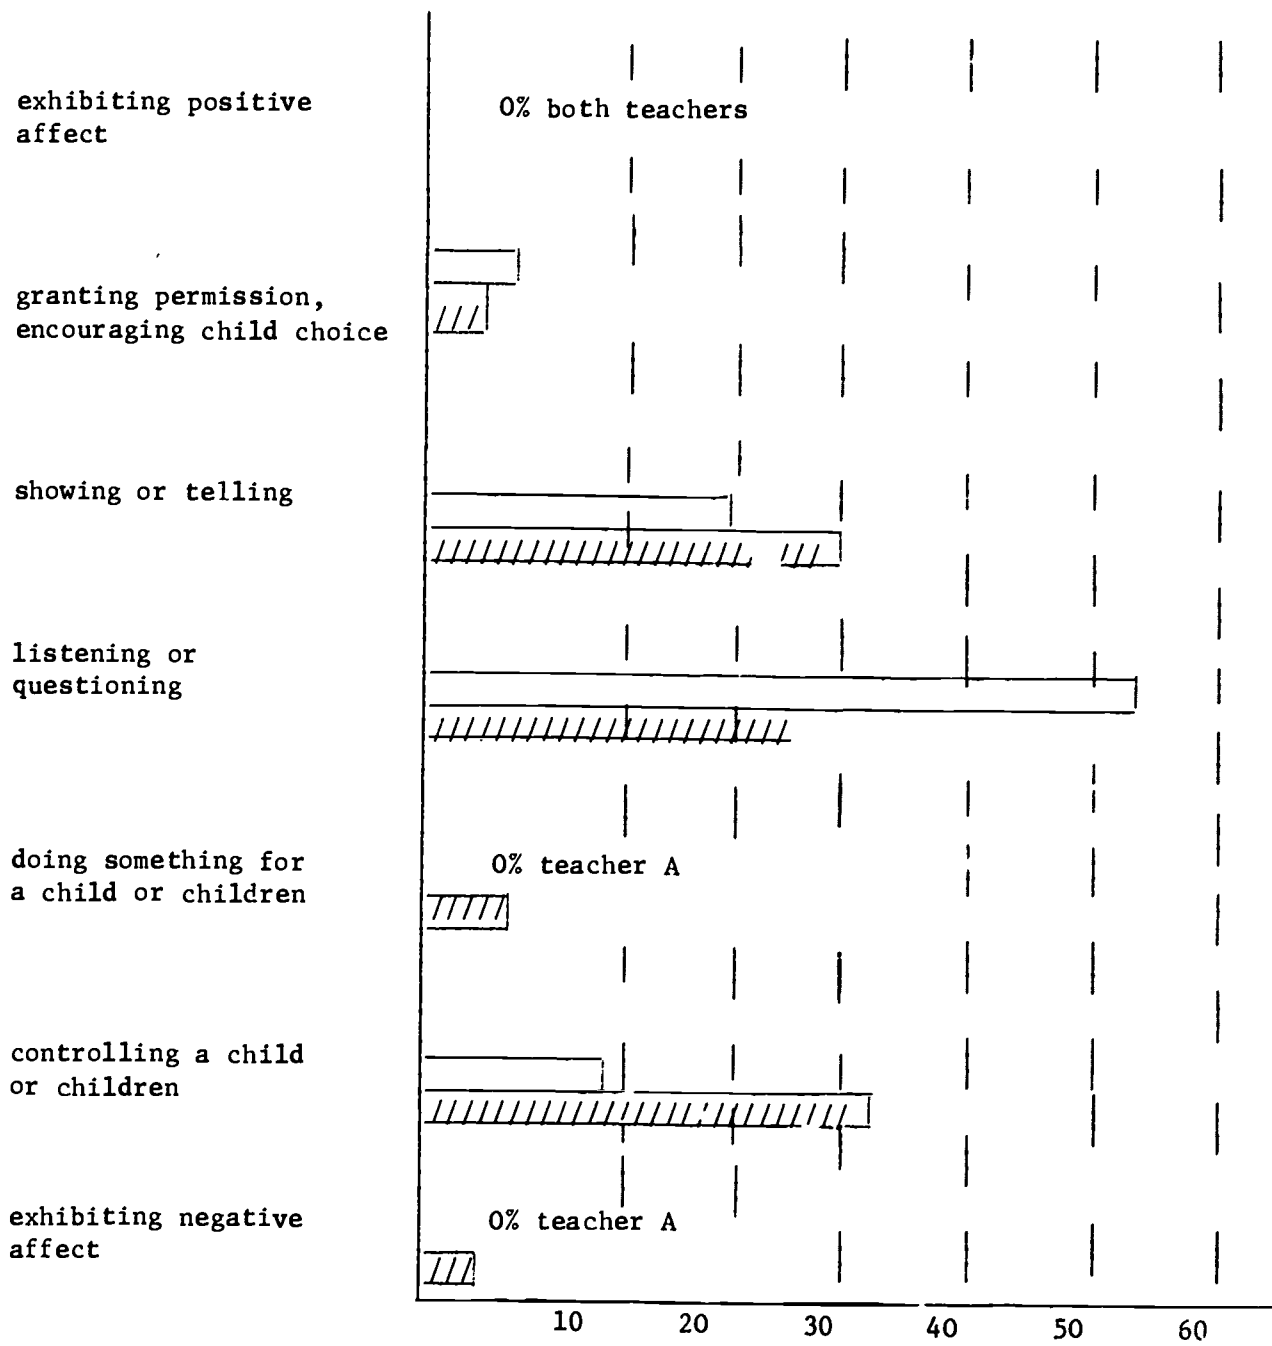 exhibiting positive
affect
0% both teachers
granting permission,
encouraging child choice
showing or telling
listening or
questioning
doing something for
a child or children
0% teacher A
controlling a child
or children
exhibiting negative
affect
0% teacher A
10 20 30 40 50 60